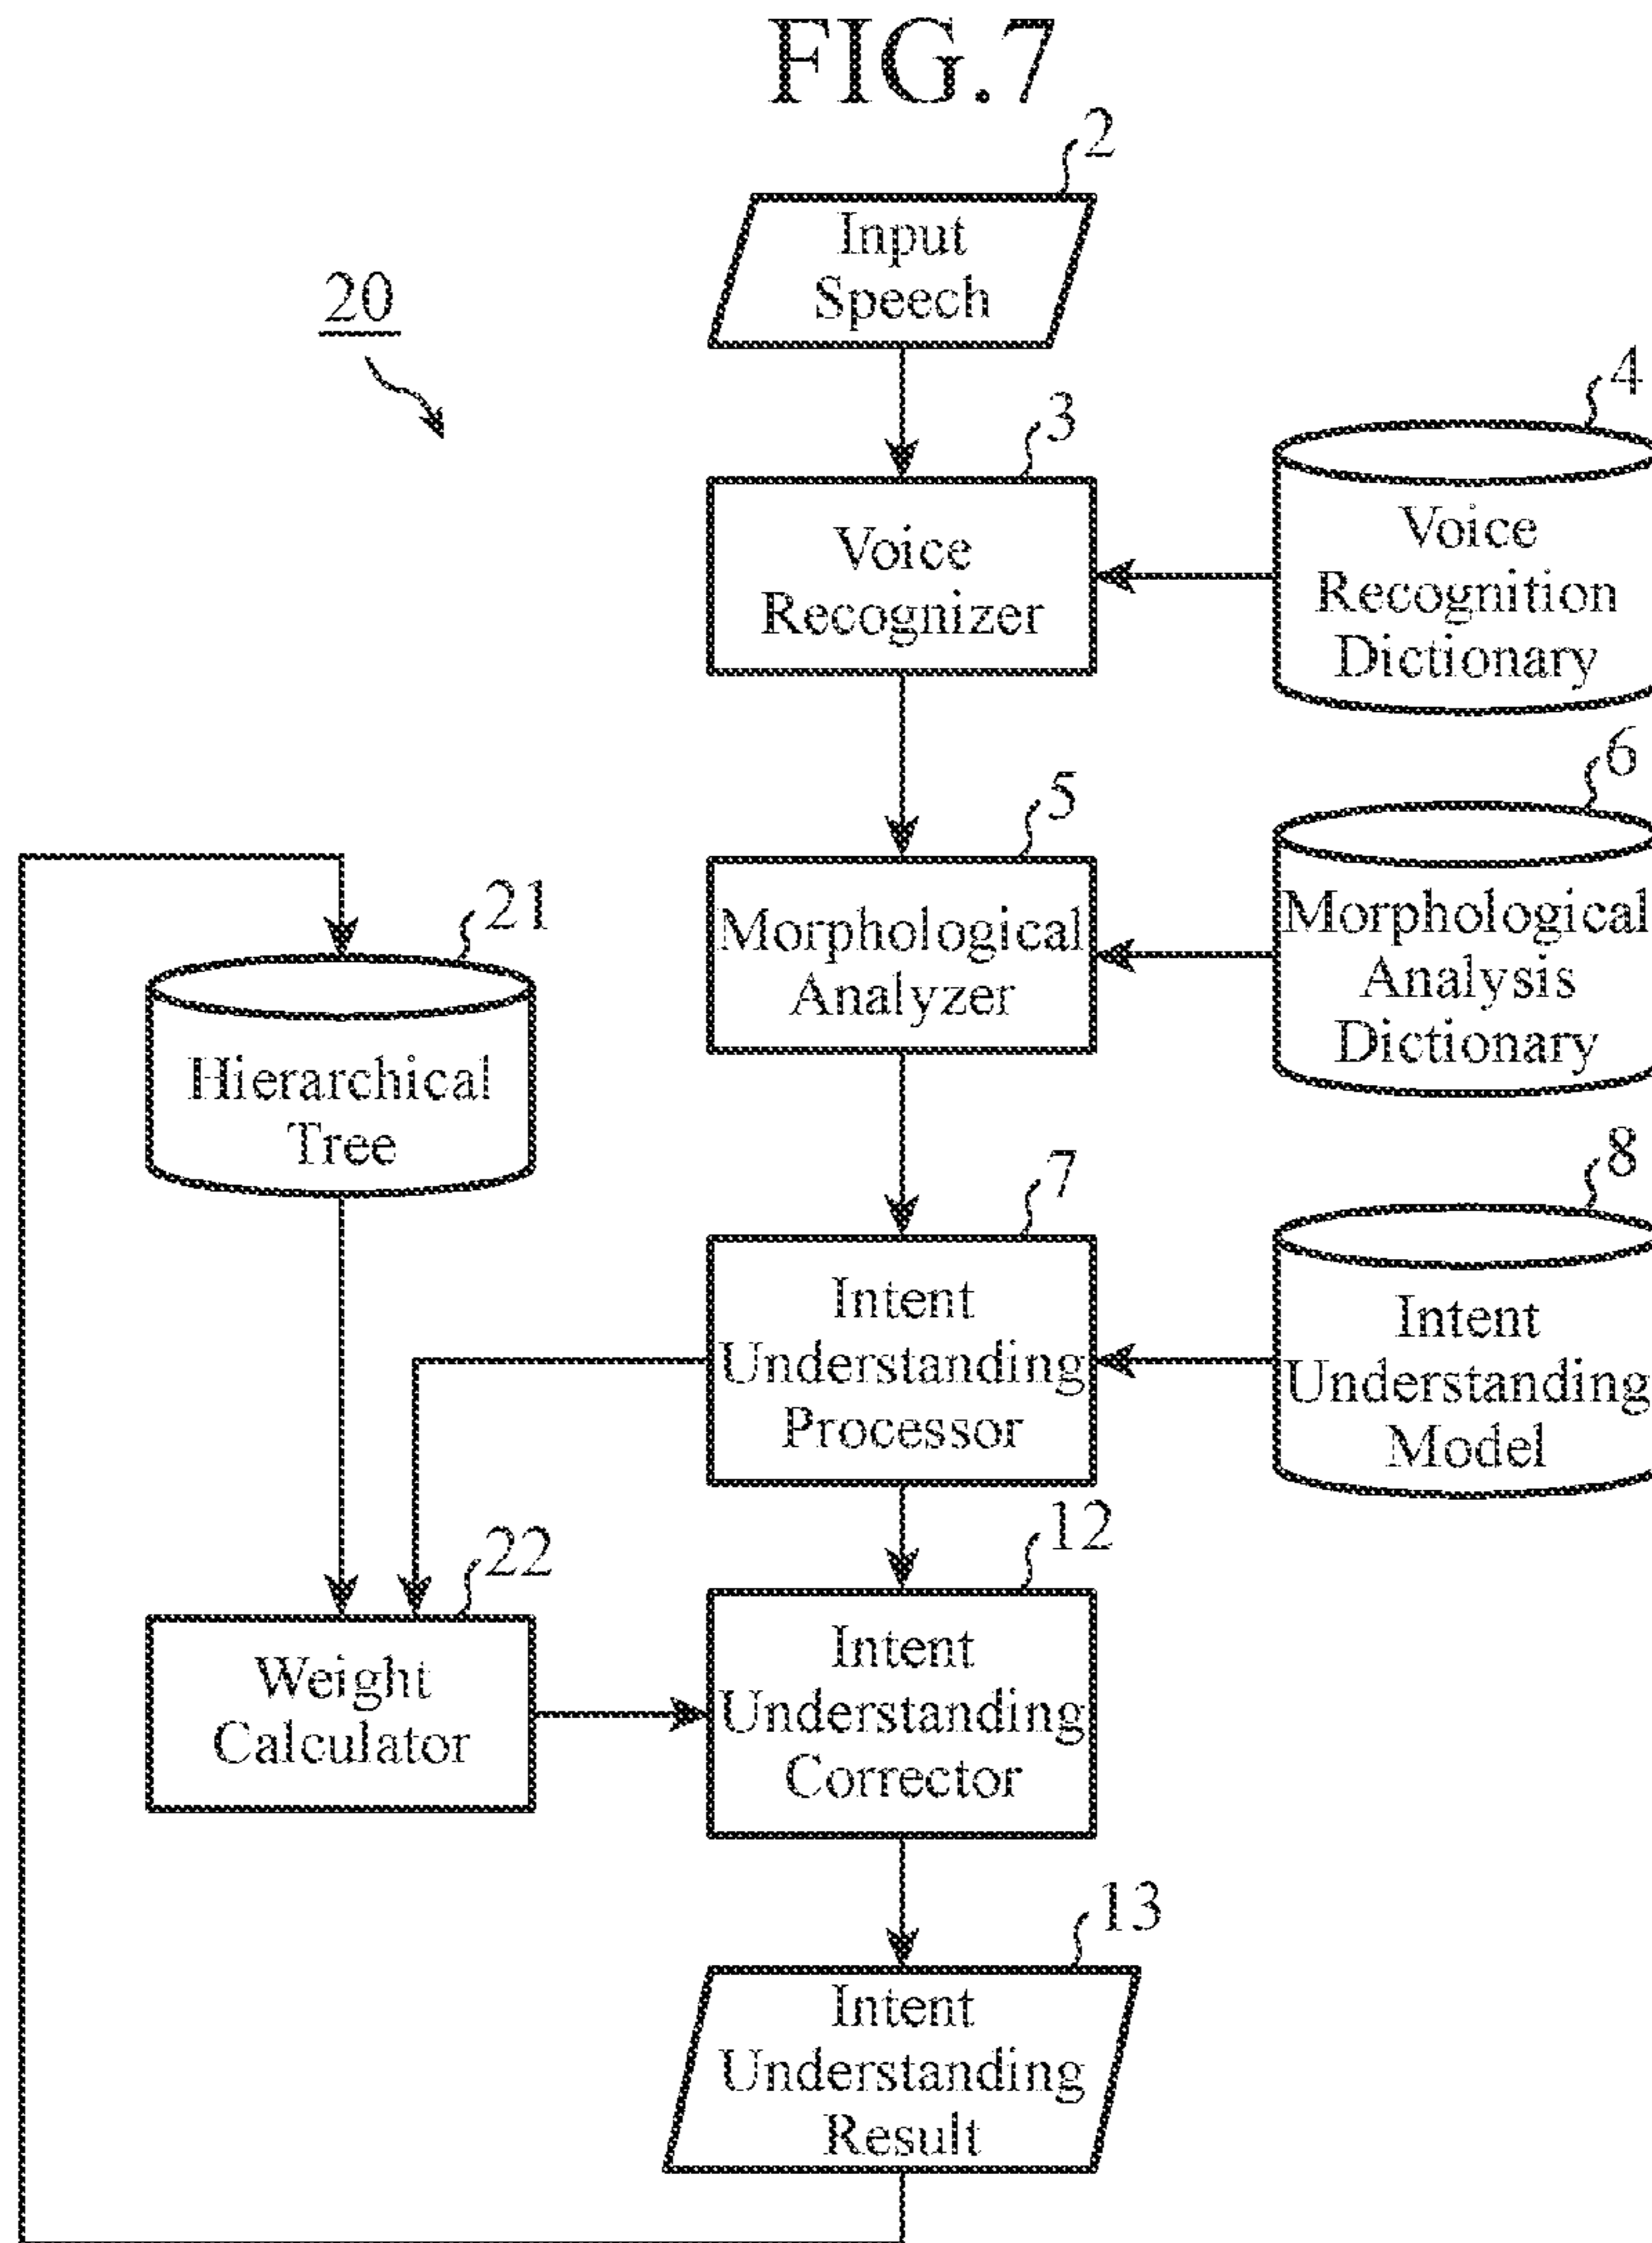 FIG.7
2
Input
Speech
20
3
Voice
Recognizer
4
Voice
Recognition
Dictionary
5
Morphological
Analyzer
6
Morphological
Analysis
Dictionary
21
Hierarchical
Tree
7
Intent
Understanding
Processor
8
Intent
Understanding
Model
22
Weight
Calculator
12
Intent
Understanding
Corrector
13
Intent
Understanding
Result